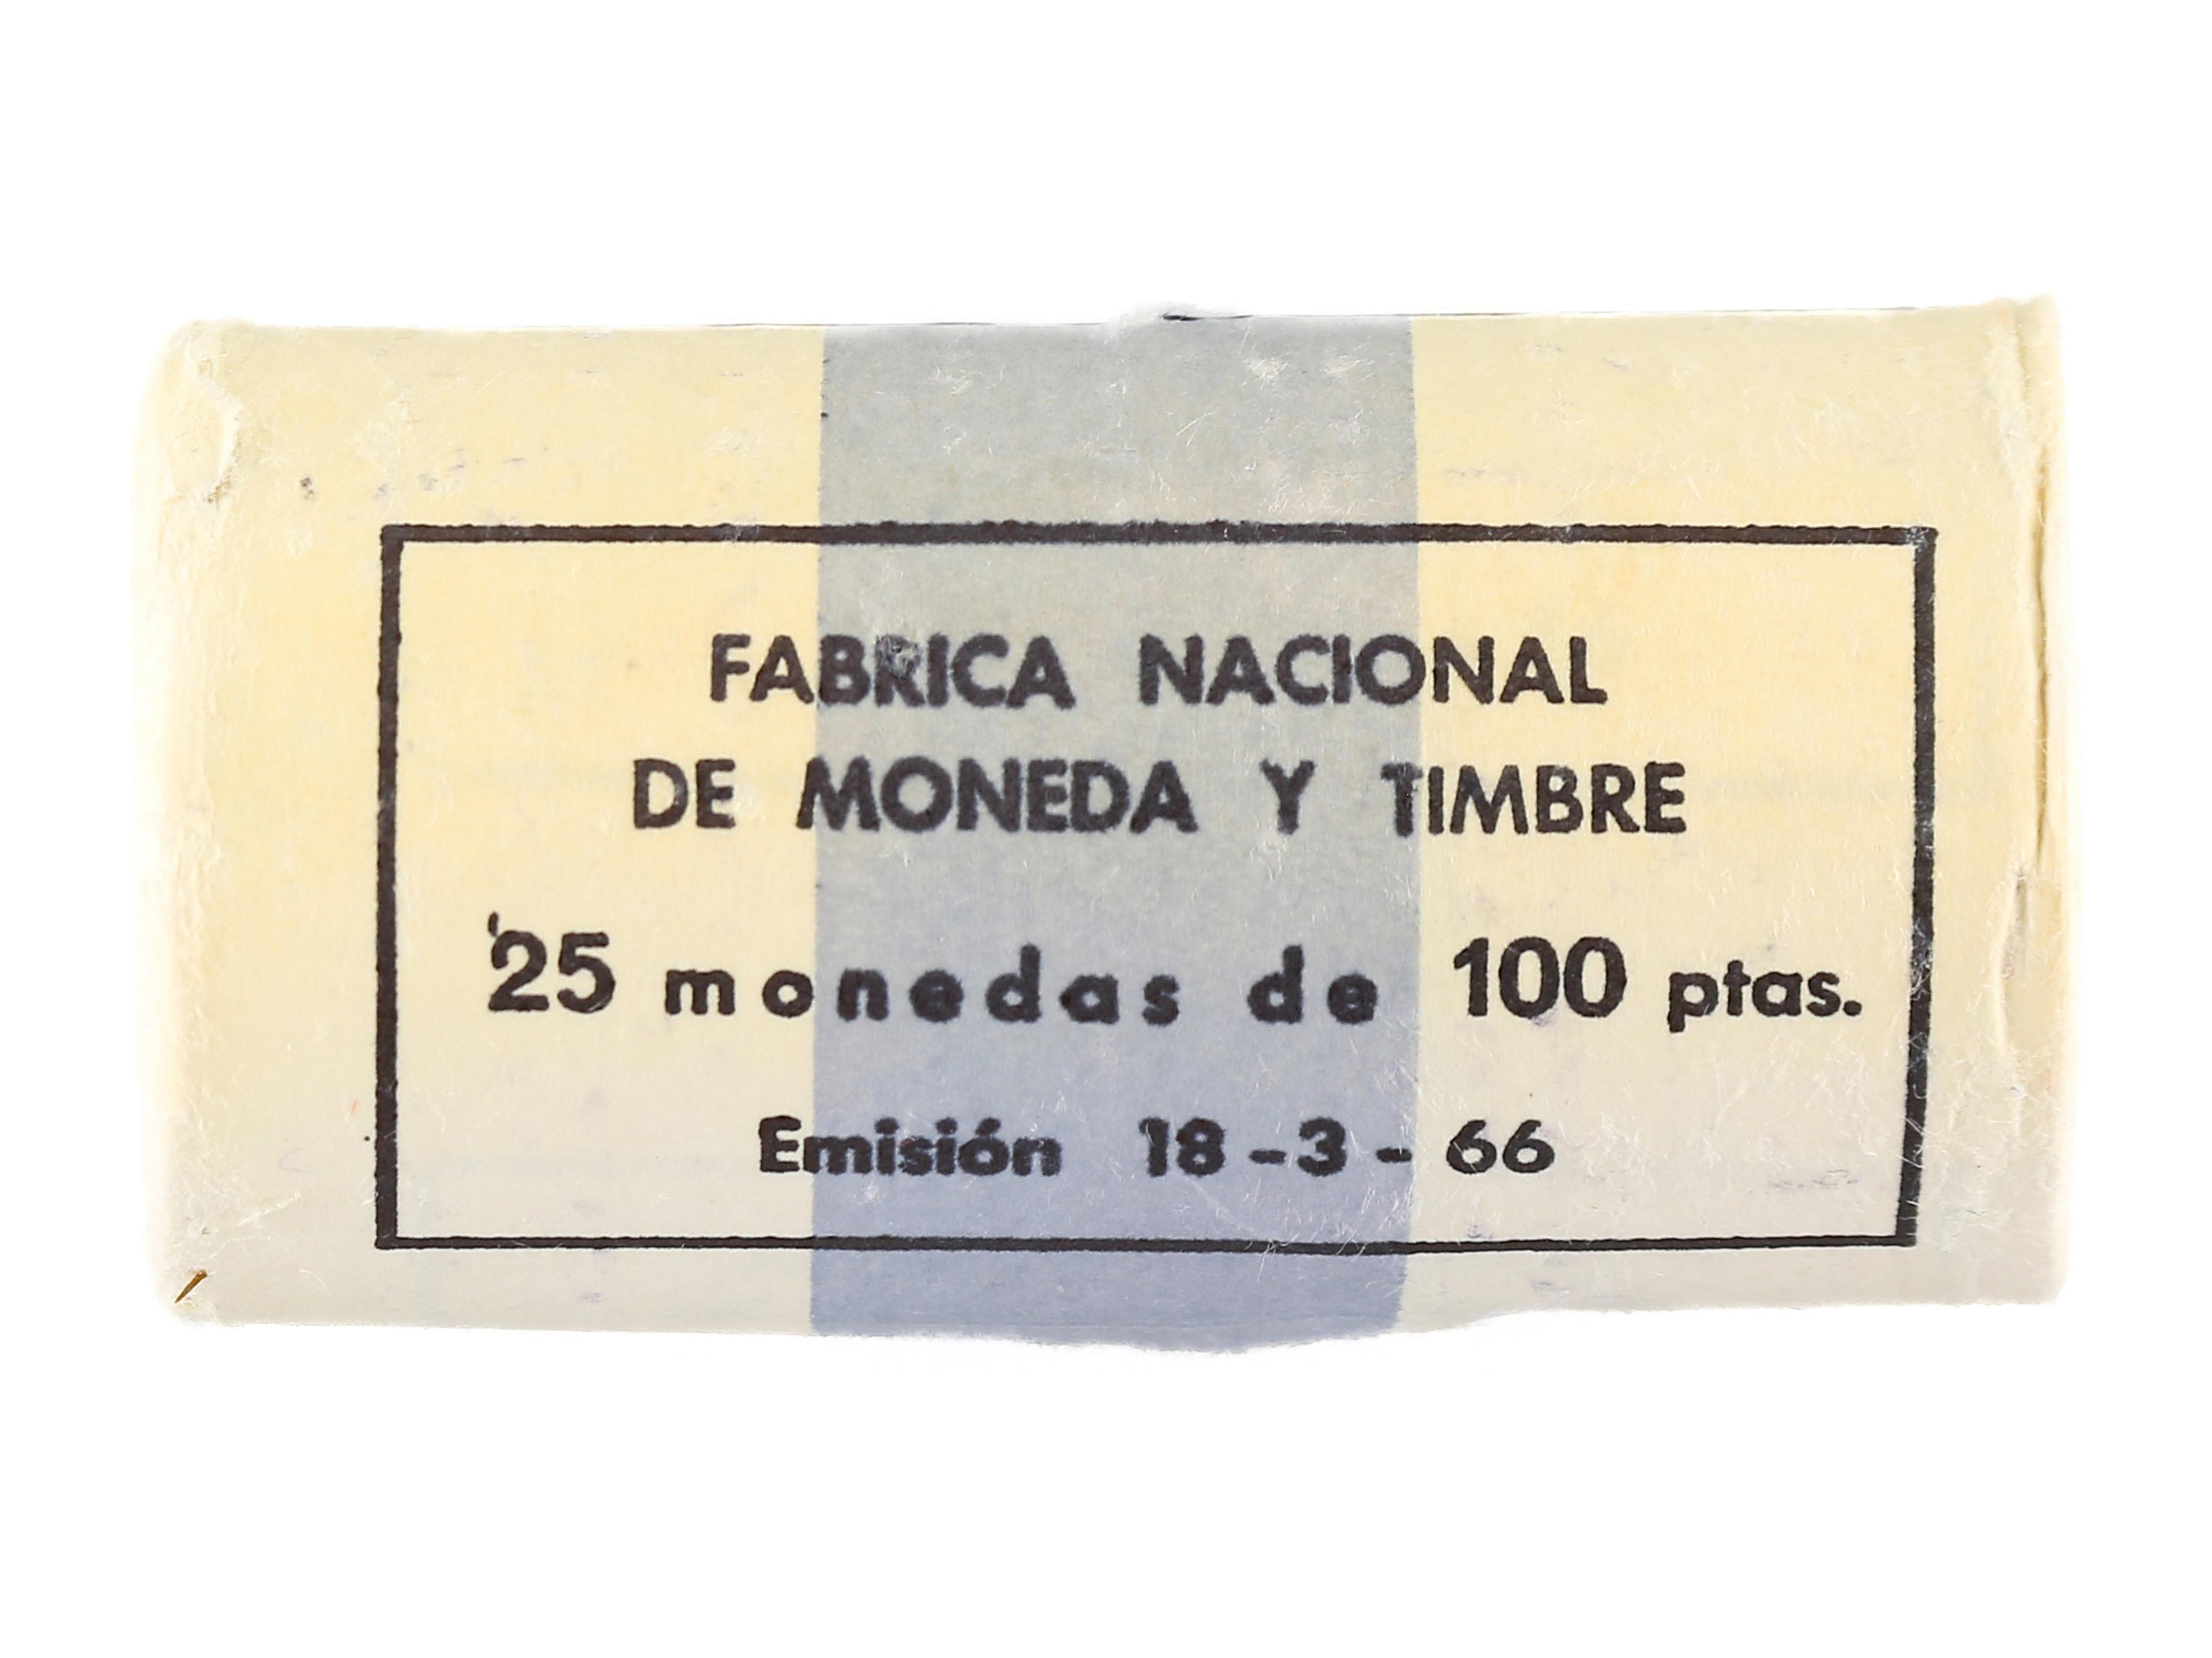 FABRICA NACIONAL
DE MONEDA Y TIMBRE
25 monedas de 100 ptas.
Emisión 18-3-66